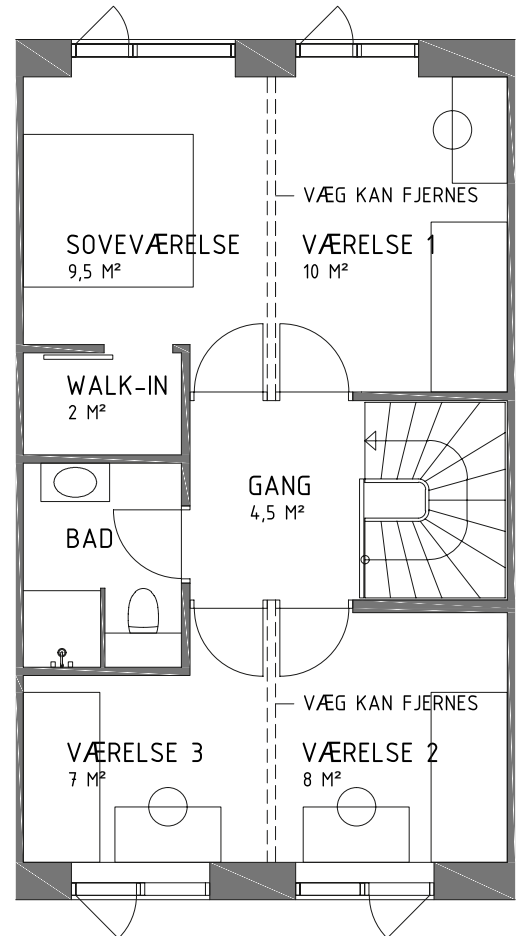 VÆG KAN FJERNES
SOVEVÆRELSE
9,5 M²
VÆRELSE 1
10 M²
WALK-IN
2 M²
GANG
4,5 M²
BAD
VÆG KAN FJERNES
VÆRELSE 3
7 M²
VÆRELSE 2
8 M²